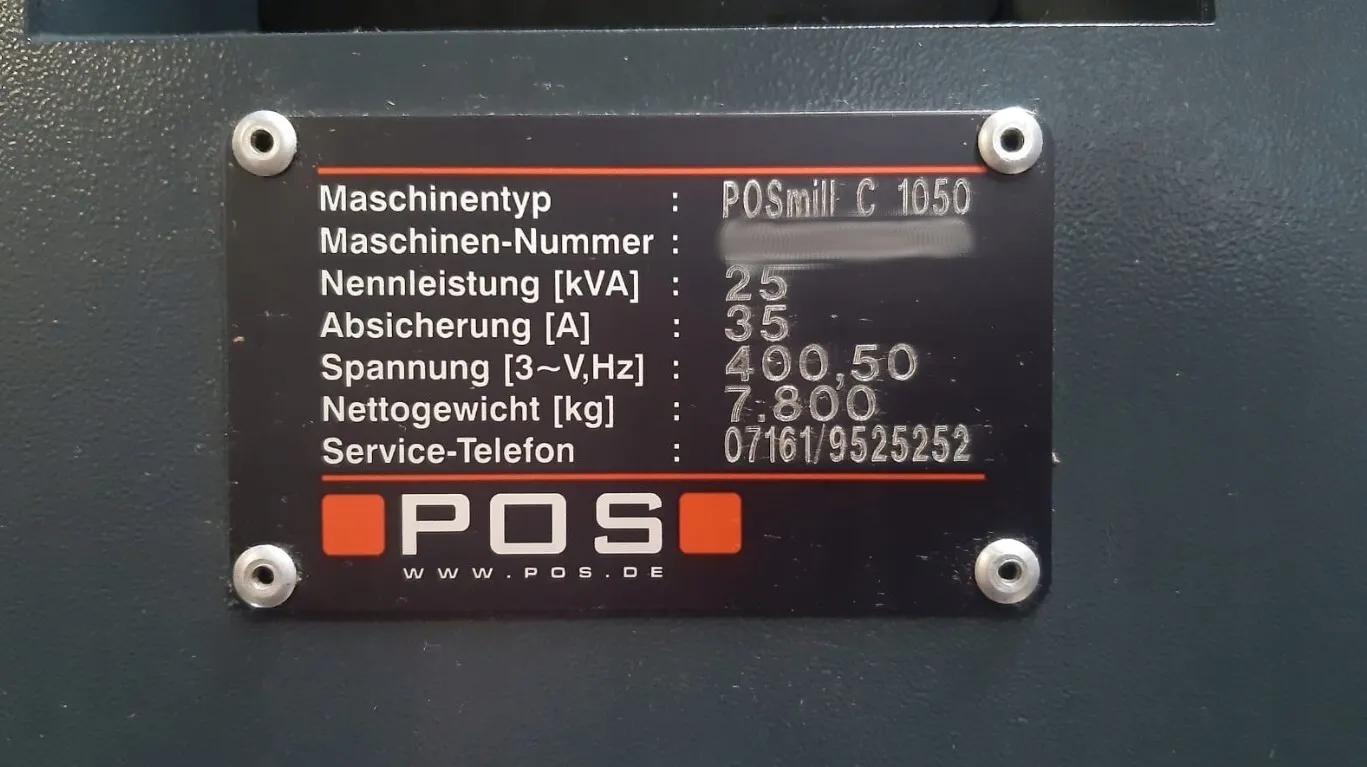 Maschinentyp : POSmill C 1050
Maschinen-Nummer :
Nennleistung [kVA] : 25
Absicherung [A] : 35
Spannung [3~V,Hz] : 400,50
Nettogewicht [kg] : 7.800
Service-Telefon : 07161/9525252
POS
WWW.POS.DE